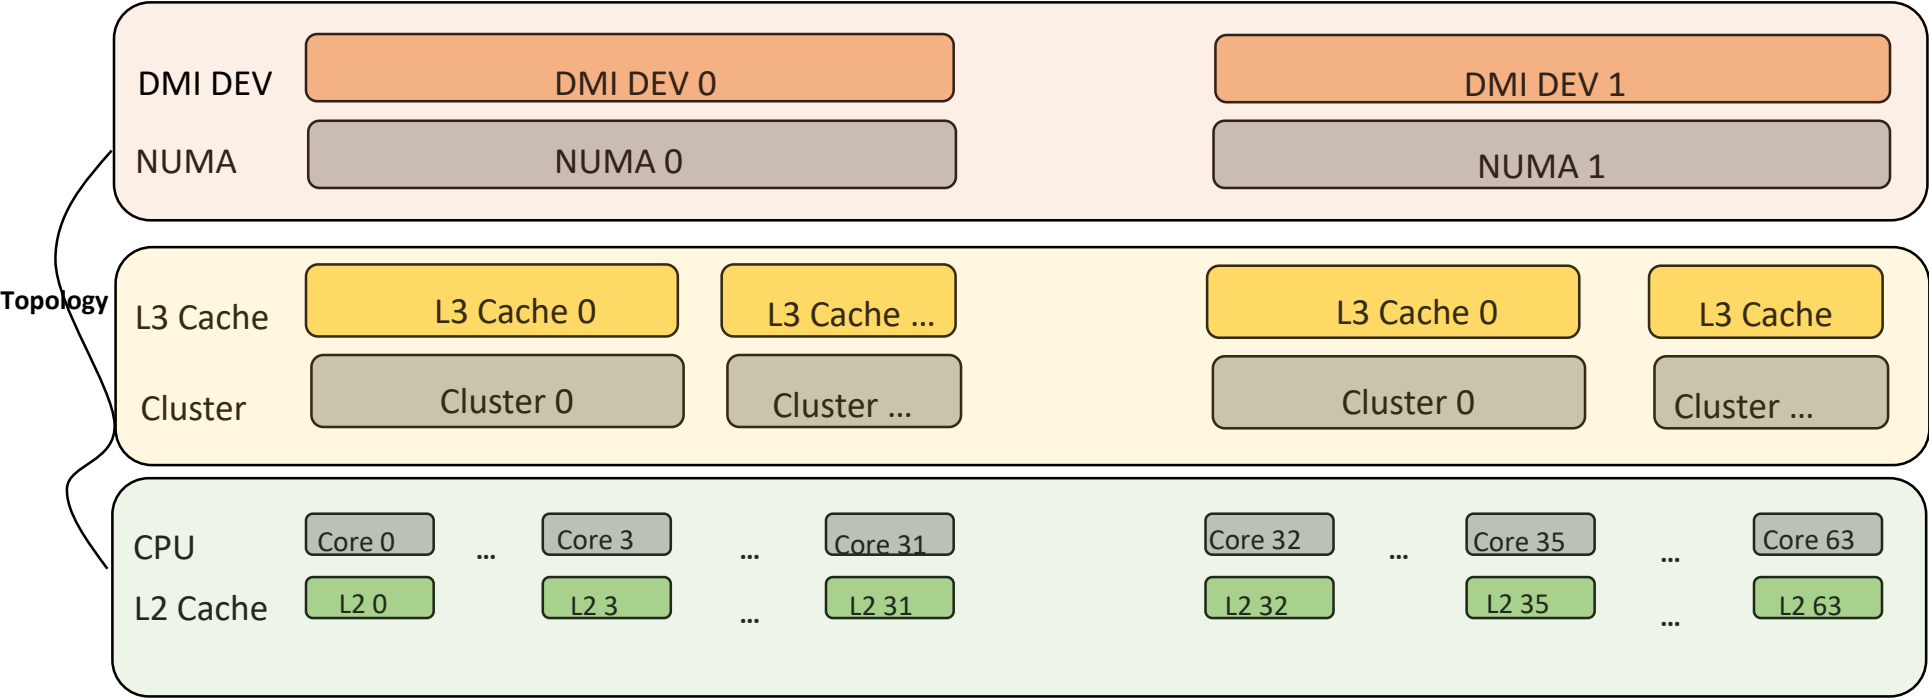 DMI DEV DMI DEV 0 DMI DEV 1
NUMA NUMA 0 NUMA 1
Topology
L3 Cache L3 Cache 0 L3 Cache ... L3 Cache 0 L3 Cache
Cluster Cluster 0 Cluster ... Cluster 0 Cluster ...
CPU Core 0 ... Core 3 ... Core 31 Core 32 ... Core 35 ... Core 63
L2 Cache L2 0 L2 3 ... L2 31 L2 32 L2 35 ... L2 63